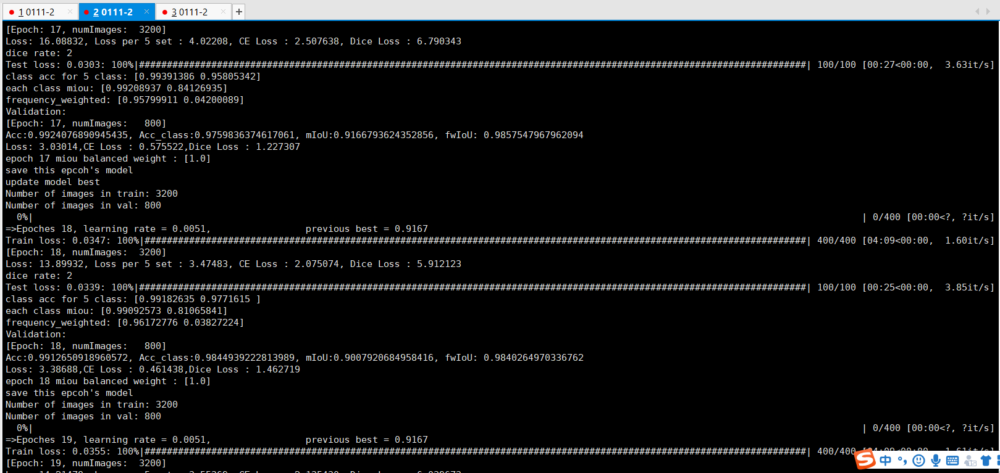 1 0111-2 × 2 0111-2 × 3 0111-2 × +
[Epoch: 17, numImages:  3200]
Loss: 16.08832, Loss per 5 set : 4.02208, CE Loss : 2.507638, Dice Loss : 6.790343
dice rate: 2
Test loss: 0.0303: 100%|########################################################################################################################| 100/100 [00:27<00:00,  3.63it/s]
class acc for 5 class: [0.99391386 0.95805342]
each class miou: [0.99208937 0.84126935]
frequency_weighted: [0.95799911 0.04200089]
Validation:
[Epoch: 17, numImages:   800]
Acc:0.9924076890945435, Acc_class:0.9759836374617061, mIoU:0.9166793624352856, fwIoU: 0.9857547967962094
Loss: 3.03014,CE Loss : 0.575522,Dice Loss : 1.227307
epoch 17 miou balanced weight : [1.0]
save this epcoh's model
update model best
Number of images in train: 3200
Number of images in val: 800
  0%|                                                                                                                        | 0/400 [00:00<?, ?it/s]
=>Epoches 18, learning rate = 0.0051,                 previous best = 0.9167
Train loss: 0.0347: 100%|#######################################################################################################################| 400/400 [04:09<00:00,  1.60it/s]
[Epoch: 18, numImages:  3200]
Loss: 13.89932, Loss per 5 set : 3.47483, CE Loss : 2.075074, Dice Loss : 5.912123
dice rate: 2
Test loss: 0.0339: 100%|########################################################################################################################| 100/100 [00:25<00:00,  3.85it/s]
class acc for 5 class: [0.99182635 0.9771615 ]
each class miou: [0.99092573 0.81065841]
frequency_weighted: [0.96172776 0.03827224]
Validation:
[Epoch: 18, numImages:   800]
Acc:0.9912650918960572, Acc_class:0.9844939222813989, mIoU:0.9007920684958416, fwIoU: 0.9840264970336762
Loss: 3.38688,CE Loss : 0.461438,Dice Loss : 1.462719
epoch 18 miou balanced weight : [1.0]
save this epcoh's model
Number of images in train: 3200
Number of images in val: 800
  0%|                                                                                                                        | 0/400 [00:00<?, ?it/s]
=>Epoches 19, learning rate = 0.0051,                 previous best = 0.9167
Train loss: 0.0355: 100%|#######################################################################################################################| 400/400
[Epoch: 19, numImages:  3200]
S 中